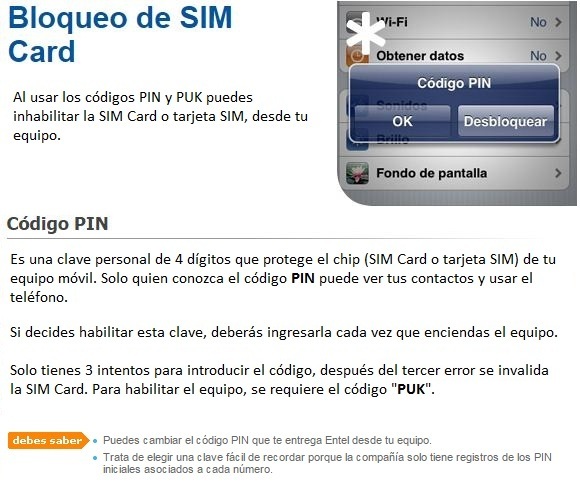 Bloqueo de SIM
Card
Al usar los códigos PIN y PUK puedes
inhabilitar la SIM Card o tarjeta SIM, desde tu
equipo.
Wi-Fi No >
Obtener datos No >
Código PIN
Sonidos
OK Desbloquear
Brillo
Fondo de pantalla >
Código PIN
Es una clave personal de 4 dígitos que protege el chip (SIM Card o tarjeta SIM) de tu
equipo móvil. Solo quien conozca el código PIN puede ver tus contactos y usar el
teléfono.
Si decides habilitar esta clave, deberás ingresarla cada vez que enciendas el equipo.
Solo tienes 3 intentos para introducir el código, después del tercer error se invalida
la SIM Card. Para habilitar el equipo, se requiere el código "PUK".
debes saber
• Puedes cambiar el código PIN que te entrega Entel desde tu equipo.
• Trata de elegir una clave fácil de recordar porque la compañía solo tiene registros de los PIN
iniciales asociados a cada número.